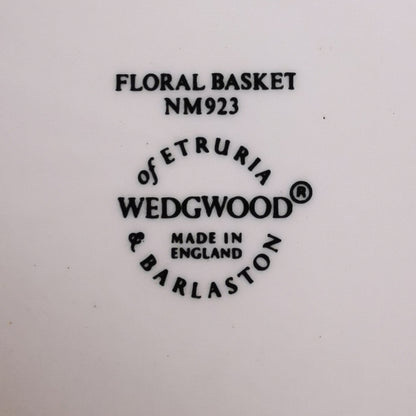 FLORAL BASKET
NM923
of ETRURIA
WEDGWOOD®
MADE IN
ENGLAND
& BARLASTON